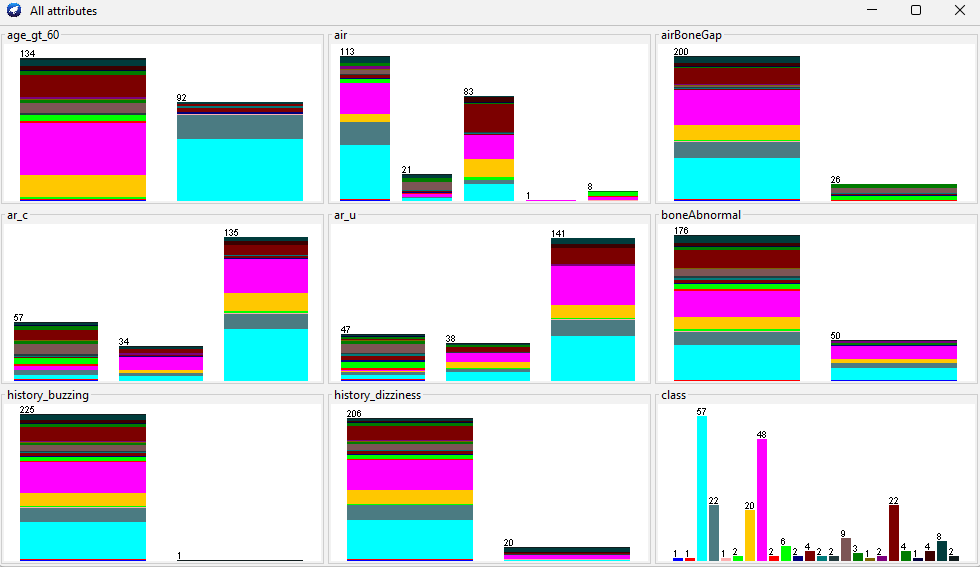 All attributes
age_gt_60
134
92
air
113
21
83
1
8
airBoneGap
200
26
ar_c
57
34
135
ar_u
47
38
141
boneAbnormal
176
50
history_buzzing
225
1
history_dizziness
206
20
class
1 1 57 22 1 2 20 48 2 6 2 4 2 2 9 3 1 2 22 4 1 4 8 2